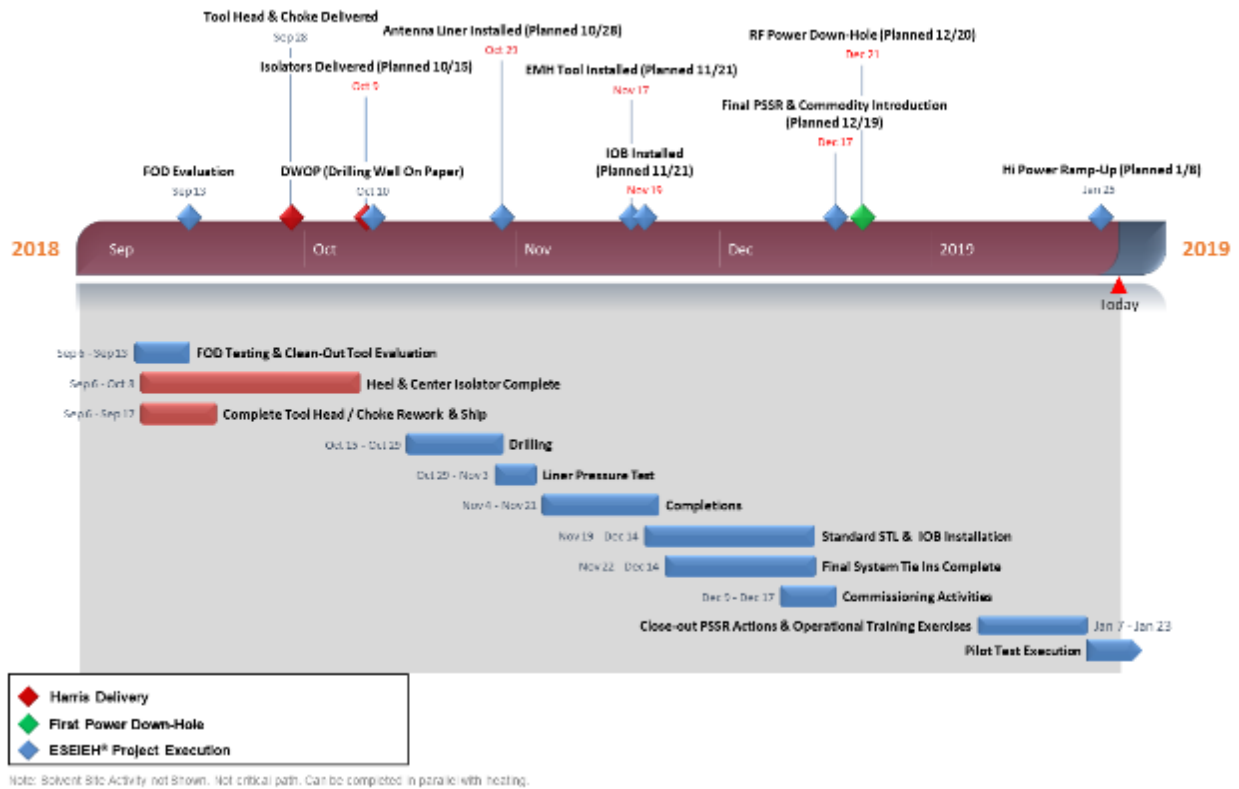 Tool Head & Choke Delivered
Sep 28
Antenna Liner Installed (Planned 10/28)
Oct 29
RF Power Down-Hole (Planned 12/20)
Dec 21
Isolators Delivered (Planned 10/15)
Oct 9
EMH Tool Installed (Planned 11/21)
Nov 17
Final PSSR & Commodity Introduction
(Planned 12/19)
Dec 17
IOB Installed
(Planned 11/21)
Nov 19
FOD Evaluation
Sep 13
DWOP (Drilling Well On Paper)
Oct 10
Hi Power Ramp-Up (Planned 1/8)
Jan 25
2018
Sep
Oct
Nov
Dec
2019
2019
Today
Sep 5 - Sep 13
FOD Testing & Clean-Out Tool Evaluation
Sep 6 - Oct 8
Heel & Center Isolator Complete
Sep 6 - Sep 17
Complete Tool Head / Choke Rework & Ship
Oct 15 - Oct 29
Drilling
Oct 29 - Nov 3
Liner Pressure Test
Nov 4 - Nov 21
Completions
Nov 19 - Dec 14
Standard STL & IOB Installation
Nov 22 - Dec 14
Final System Tie Ins Complete
Dec 9 - Dec 17
Commissioning Activities
Close-out PSSR Actions & Operational Training Exercises
Jan 7 - Jan 23
Pilot Test Execution
Harris Delivery
First Power Down-Hole
ESEIEH® Project Execution
Note: Solvent Site Activity not Shown. Not critical path. Can be completed in parallel with heating.